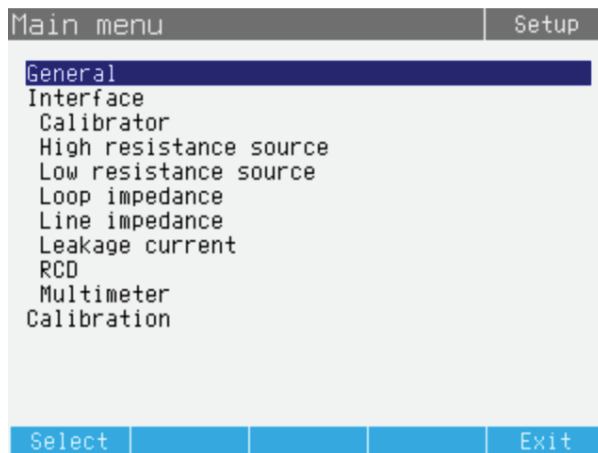 Main menu Setup
General
Interface
Calibrator
High resistance source
Low resistance source
Loop impedance
Line impedance
Leakage current
RCD
Multimeter
Calibration
Select Exit